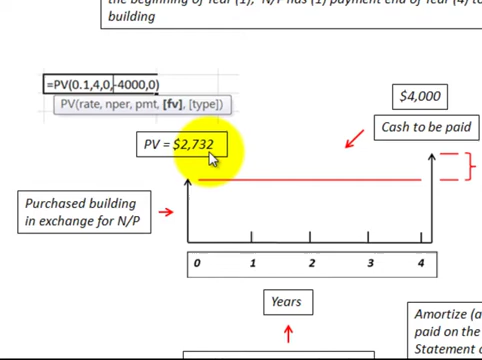 the beginning of Year (1), N/P has (1) payment end of Year (4) to
building
=PV(0.1,4,0,-4000,0)
PV(rate, nper, pmt, [fv], [type])
$4,000
Cash to be paid
PV = $2,732
Purchased building
in exchange for N/P
0 1 2 3 4
Years
Amortize (a
paid on the
Statement o